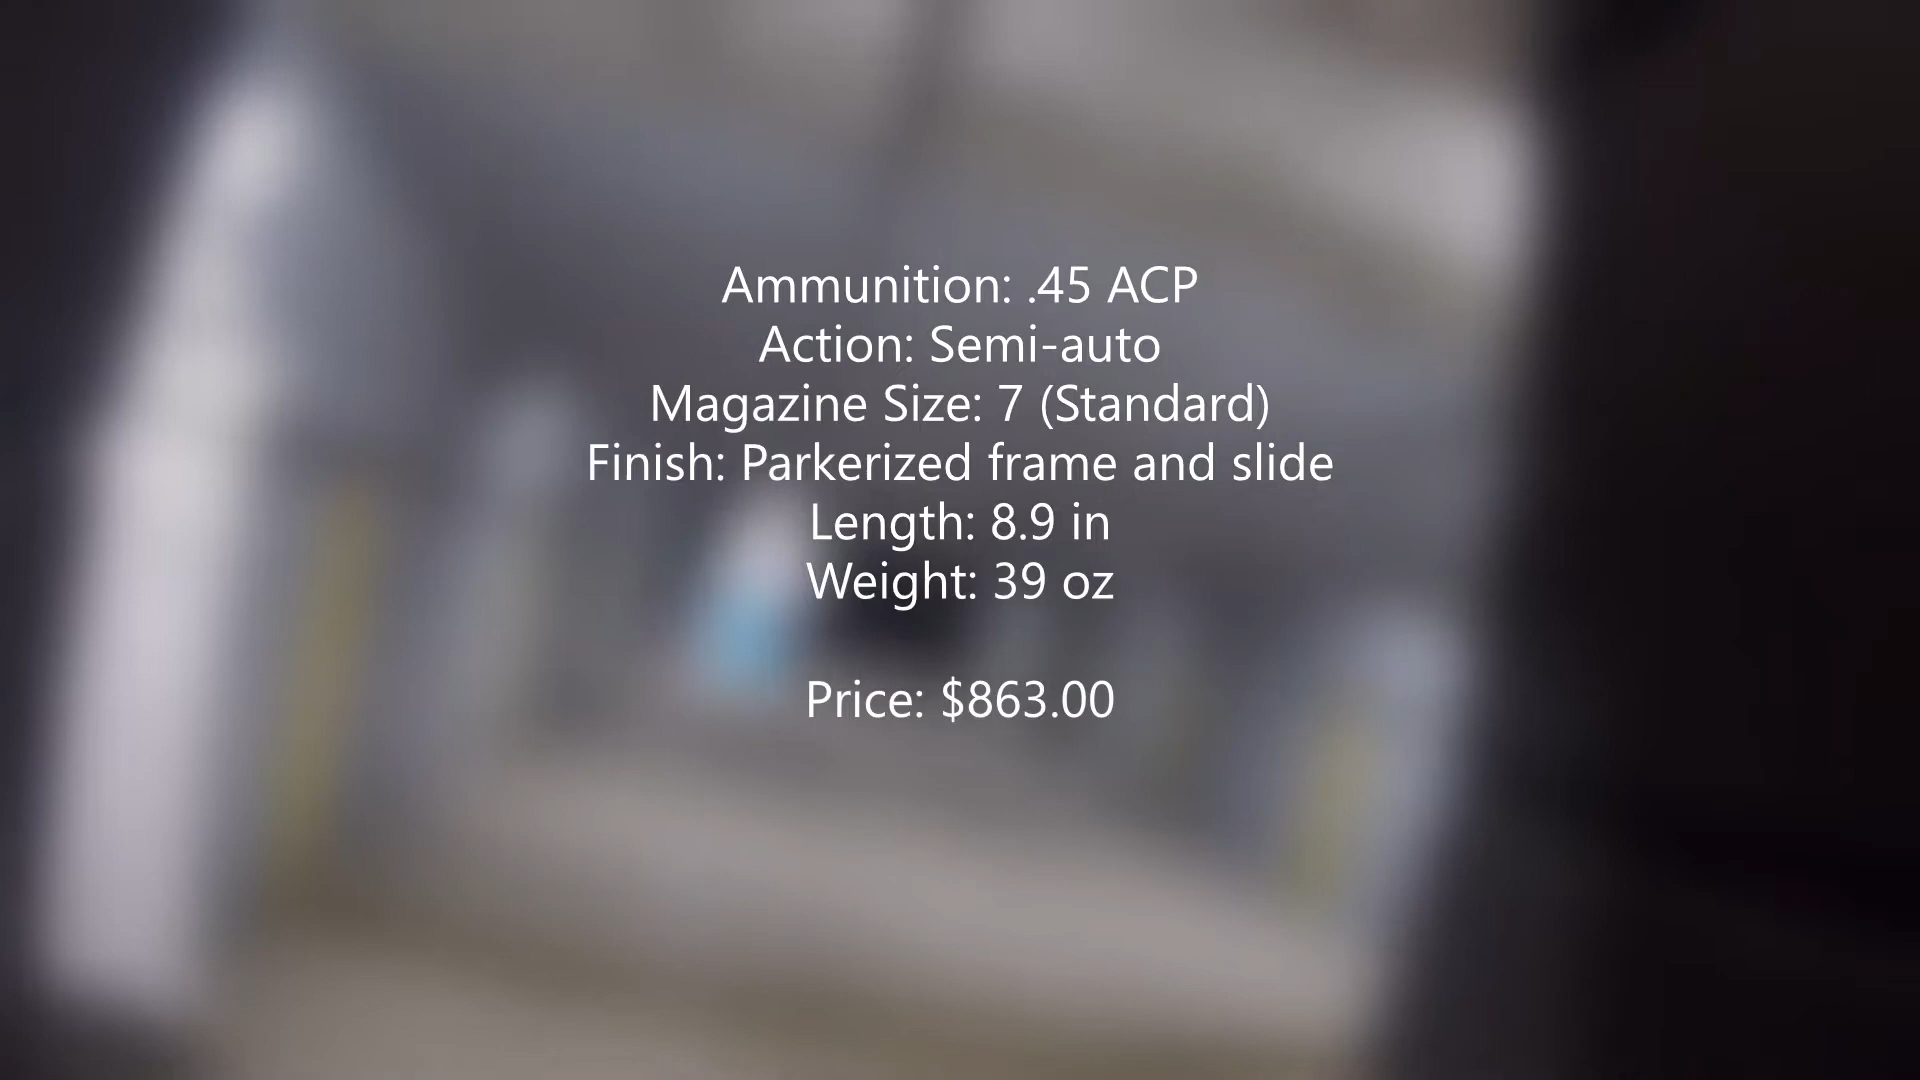 Ammunition: .45 ACP
Action: Semi-auto
Magazine Size: 7 (Standard)
Finish: Parkerized frame and slide
Length: 8.9 in
Weight: 39 oz
Price: $863.00